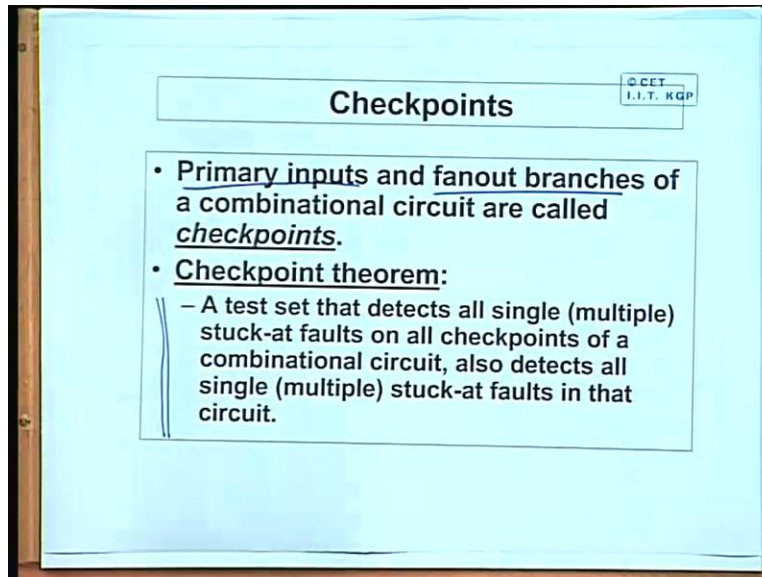 © CET
I.I.T. KGP
Checkpoints
• Primary inputs and fanout branches of
a combinational circuit are called
checkpoints.
• Checkpoint theorem:
– A test set that detects all single (multiple)
stuck-at faults on all checkpoints of a
combinational circuit, also detects all
single (multiple) stuck-at faults in that
circuit.